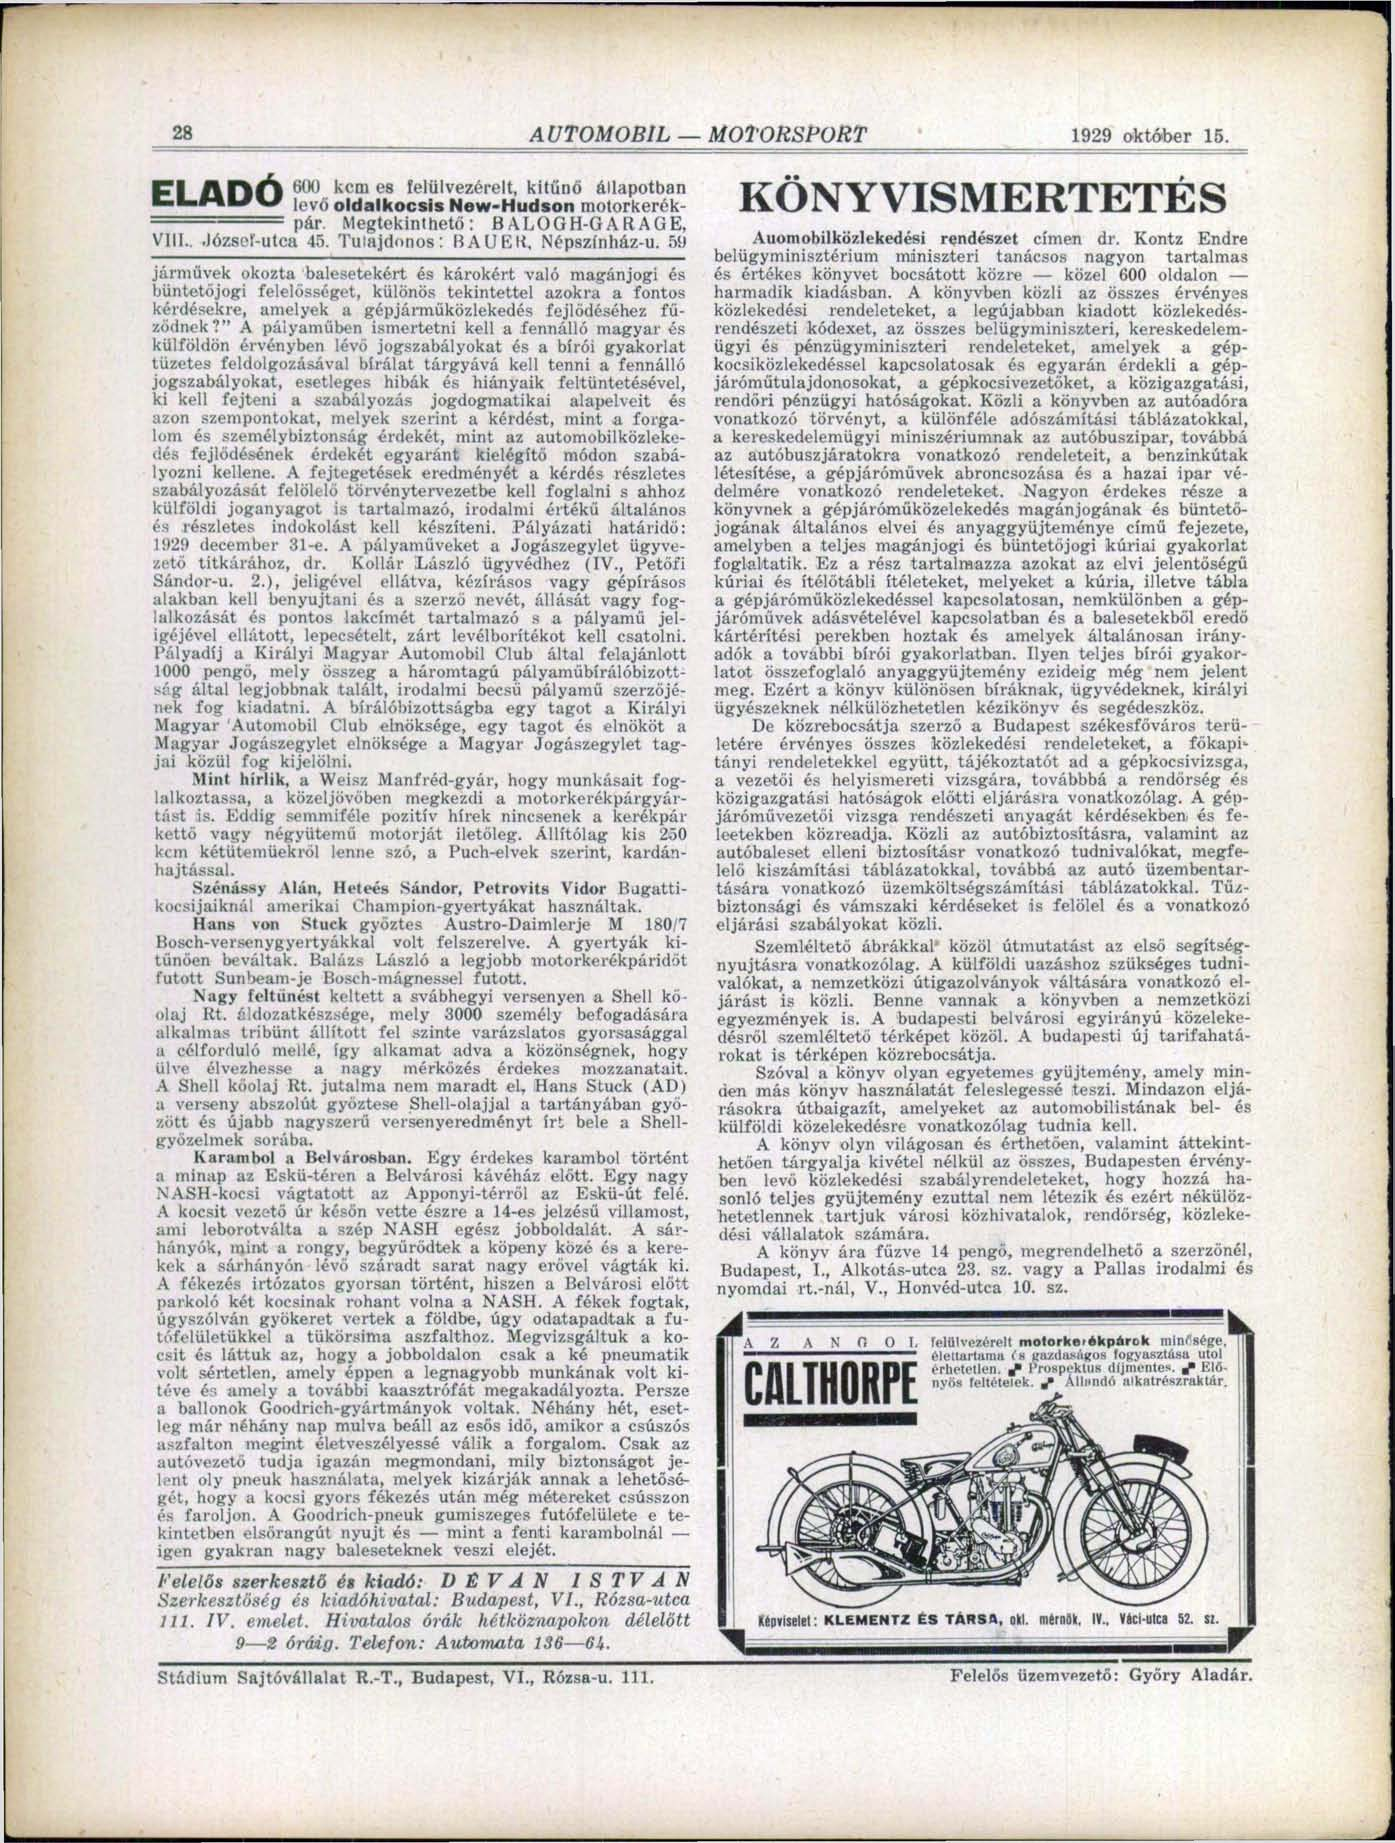 28
AUTOMOBIL — MOTORSPORT
1929 október 15.
ELADÓ 600 kcm es felülvezérelt, kitünő állapotban
levő oldalkocsis New-Hudson motorkerék-
pár. Megtekinthető: BALOGH-GARAGE,
VIII., József-utca 45. Tulajdonos: BAUER, Népszínház-u. 59
járművek okozta balesetekért és károkért való magánjogi és
büntetőjogi felelősséget, különös tekintettel azokra a fontos
kérdésekre, amelyek a gépjárműközlekedés fejlődéséhez fű-
ződnek?" A pályaműben ismertetni kell a fennálló magyar és
külföldön érvényben lévő jogszabályokat és a bírói gyakorlat
tüzetes feldolgozásával bírálat tárgyává kell tenni a fennálló
jogszabályokat, esetleges hibák és hiányaik feltüntetésével,
ki kell fejteni a szabályozás jogdogmatikai alapelveit és
azon szempontokat, melyek szerint a kérdést, mint a forga-
lom és személybiztonság érdekét, mint az automobilközleke-
dés fejlődésének érdekét egyaránt kielégítő módon szabá-
lyozni kellene. A fejtegetések eredményét a kérdés részletes
szabályozását felölelő törvénytervezetbe kell foglalni s ahhoz
külföldi joganyagot is tartalmazó, irodalmi értékű általános
és részletes indokolást kell készíteni. Pályázati határidő:
1929 december 31-e. A pályaműveket a Jogászegylet ügyve-
zető titkárához, dr. Kollár László ügyvédhez (IV., Petőfi
Sándor-u. 2.), jeligével ellátva, kézírásos vagy gépírásos
alakban kell benyujtani és a szerző nevét, állását vagy fog-
lalkozását és pontos lakcímét tartalmazó s a pályamű jel-
igéjével ellátott, lepecsételt, zárt levélborítékot kell csatolni.
Pályadíj a Királyi Magyar Automobil Club által felajánlott
1000 pengő, mely összeg a háromtagú pályaműbírálóbizott-
ság által legjobbnak talált, irodalmi becsű pályamű szerzőjé-
nek fog kiadatni. A bírálóbizottságba egy tagot a Királyi
Magyar Automobil Club elnöksége, egy tagot és elnököt a
Magyar Jogászegylet elnöksége a Magyar Jogászegylet tag-
jai közül fog kijelölni.
Mint hírlik, a Weisz Manfréd-gyár, hogy munkásait fog-
lalkoztassa, a közeljövőben megkezdi a motorkerékpárgyár-
tást is. Eddig semmiféle pozitív hírek nincsenek a kerékpár
kettő vagy négyütemű motorját iletőleg. Állítólag kis 250
kcm kétütemüekről lenne szó, a Puch-elvek szerint, kardán-
hajtással.
Szénássy Alán, Heteés Sándor, Petrovits Vidor Bugatti-
kocsijaiknál amerikai Champion-gyertyákat használtak.
Hans von Stuck győztes Austro-Daimlerje M 180/7
Bosch-versenygyertyákkal volt felszerelve. A gyertyák ki-
tünően beváltak. Balázs László a legjobb motorkerékpáridőt
futott Sunbeam-je Bosch-mágnessel futott.
Nagy feltünést keltett a svábhegyi versenyen a Shell kő-
olaj Rt. áldozatkészsége, mely 3000 személy befogadására
alkalmas tribünt állított fel szinte varázslatos gyorsasággal
a célforduló mellé, így alkamat adva a közönségnek, hogy
ülve élvezhesse a nagy mérkőzés érdekes mozzanatait.
A Shell kőolaj Rt. jutalma nem maradt el, Hans Stuck (AD)
a verseny abszolút győztese Shell-olajjal a tartányában győ-
zött és újabb nagyszerű versenyeredményt írt bele a Shell-
győzelmek sorába.
Karambol a Belvárosban. Egy érdekes karambol történt
a minap az Eskü-téren a Belvárosi kávéház előtt. Egy nagy
NASH-kocsi vágtatott az Apponyi-térről az Eskü-út felé.
A kocsit vezető úr későn vette észre a 14-es jelzésű villamost,
ami leborotválta a szép NASH egész jobboldalát. A sár-
hányók, mint a rongy, begyűrődtek a köpeny közé és a kere-
kek a sárhányón lévő száradt sarat nagy erővel vágták ki.
A fékezés irtózatos gyorsan történt, hiszen a Belvárosi előtt
parkoló két kocsinak rohant volna a NASH. A fékek fogtak,
úgyszólván gyökeret vertek a földbe, úgy odatapadtak a fu-
tófelületükkel a tükörsima aszfalthoz. Megvizsgáltuk a ko-
csit és láttuk az, hogy a jobboldalon csak a ké pneumatik
volt sértetlen, amely éppen a legnagyobb munkának volt ki-
téve és amely a további kaasztrófát megakadályozta. Persze
a ballonok Goodrich-gyártmányok voltak. Néhány hét, eset-
leg már néhány nap mulva beáll az esős idő, amikor a csúszós
aszfalton megint életveszélyessé válik a forgalom. Csak az
autóvezető tudja igazán megmondani, mily biztonságot je-
lent oly pneuk használata, melyek kizárják annak a lehetősé-
gét, hogy a kocsi gyors fékezés után még métereket csússzon
és faroljon. A Goodrich-pneuk gumiszeges futófelülete e te-
kintetben elsőrangút nyujt és — mint a fenti karambolnál —
igen gyakran nagy baleseteknek veszi elejét.
Felelős szerkesztő és kiadó: DÉVAN ISTVAN
Szerkesztőség és kiadóhivatal: Budapest, VI., Rózsa-utca
111. IV. emelet. Hivatalos órák hétköznapokon délelőtt
9—2 óráig. Telefon: Automata 136—64.
KÖNYVISMERTETÉS
Auomobilközlekedési rendészet címen dr. Kontz Endre
belügyminisztérium miniszteri tanácsos nagyon tartalmas
és értékes könyvet bocsátott közre — közel 600 oldalon —
harmadik kiadásban. A könyvben közli az összes érvényes
közlekedési rendeleteket, a legújabban kiadott közlekedés-
rendészeti kódexet, az összes belügyminiszteri, kereskedelem-
ügyi és pénzügyminiszteri rendeleteket, amelyek a gép-
kocsiközlekedéssel kapcsolatosak és egyarán érdekli a gép-
járóműtulajdonosokat, a gépkocsivezetőket, a közigazgatási,
rendőri pénzügyi hatóságokat. Közli a könyvben az autóadóra
vonatkozó törvényt, a különféle adószámítási táblázatokkal,
a kereskedelemügyi miniszériumnak az autóbuszipar, továbbá
az autóbuszjáratokra vonatkozó rendeleteit, a benzinkútak
létesítése, a gépjáróművek abroncsozása és a hazai ipar vé-
delmére vonatkozó rendeleteket. Nagyon érdekes része a
könyvnek a gépjáróműközelekedés magánjogának és büntető-
jogának általános elvei és anyaggyüjteménye című fejezete,
amelyben a teljes magánjogi és büntetőjogi kúriai gyakorlat
foglaltatik. Ez a rész tartalmazza azokat az elvi jelentőségű
kúriai és ítélőtábli ítéleteket, melyeket a kúria, illetve tábla
a gépjáróműközlekedéssel kapcsolatosan, nemkülönben a gép-
járóművek adásvételével kapcsolatban és a balesetekből eredő
kártérítési perekben hoztak és amelyek általánosan irány-
adók a további bírói gyakorlatban. Ilyen teljes bírói gyakor-
latot összefoglaló anyaggyüjtemény ezideig még nem jelent
meg. Ezért a könyv különösen bíráknak, ügyvédeknek, királyi
ügyészeknek nélkülözhetetlen kézikönyv és segédeszköz.
De közrebocsátja szerző a Budapest székesfőváros terü-
letére érvényes összes közlekedési rendeleteket, a főkapi-
tányi rendeletekkel együtt, tájékoztatót ad a gépkocsivizsga,
a vezetői és helyismereti vizsgára, továbbbá a rendőrség és
közigazgatási hatóságok előtti eljárásra vonatkozólag. A gép-
járóművezetői vizsga rendészeti anyagát kérdésekben és fe-
leetekben közreadja. Közli az autóbiztosításra, valamint az
autóbaleset elleni biztosításr vonatkozó tudnivalókat, megfe-
lelő kiszámítási táblázatokkal, továbbá az autó üzembentar-
tására vonatkozó üzemköltségszámítási táblázatokkal. Tűz-
biztonsági és vámszaki kérdéseket is felölel és a vonatkozó
eljárási szabályokat közli.
Szemléltető ábrákkal közöl útmutatást az első segítség-
nyujtásra vonatkozólag. A külföldi uazáshoz szükséges tudni-
valókat, a nemzetközi útigazolványok váltására vonatkozó el-
járást is közli. Benne vannak a könyvben a nemzetközi
egyezmények is. A budapesti belvárosi egyirányú közeleke-
désről szemléltető térképet közöl. A budapesti új tarifahatá-
rokat is térképen közrebocsátja.
Szóval a könyv olyan egyetemes gyüjtemény, amely min-
den más könyv használatát feleslegessé teszi. Mindazon eljá-
rásokra útbaigazít, amelyeket az automobilistának bel- és
külföldi közelekedésre vonatkozólag tudnia kell.
A könyv olyn világosan és érthetően, valamint áttekint-
hetően tárgyalja kivétel nélkül az összes, Budapesten érvény-
ben levő közlekedési szabályrendeleteket, hogy hozzá ha-
sonló teljes gyüjtemény ezuttal nem létezik és ezért nékülöz-
hetetlennek tartjuk városi közhivatalok, rendőrség, közleke-
dési vállalatok számára.
A könyv ára fűzve 14 pengő, megrendelhető a szerzőnél,
Budapest, I., Alkotás-utca 23. sz. vagy a Pallas irodalmi és
nyomdai rt.-nál, V., Honvéd-utca 10. sz.
AZ ANGOL
CALTHORPE
felülvezérelt motorkerékpárok minősége,
élettartama és gazdaságos fogyasztása utol
érhetetlen. Prospektus díjmentes. Elő-
nyös feltételek. Állandó alkatrészraktár.
Képviselet: KLEMENTZ ÉS TÁRSA, okl. mérnök, IV., Váci-utca 52. sz.
Stádium Sajtóvállalat R.-T., Budapest, VI., Rózsa-u. 111.
Felelős üzemvezető: Győry Aladár.